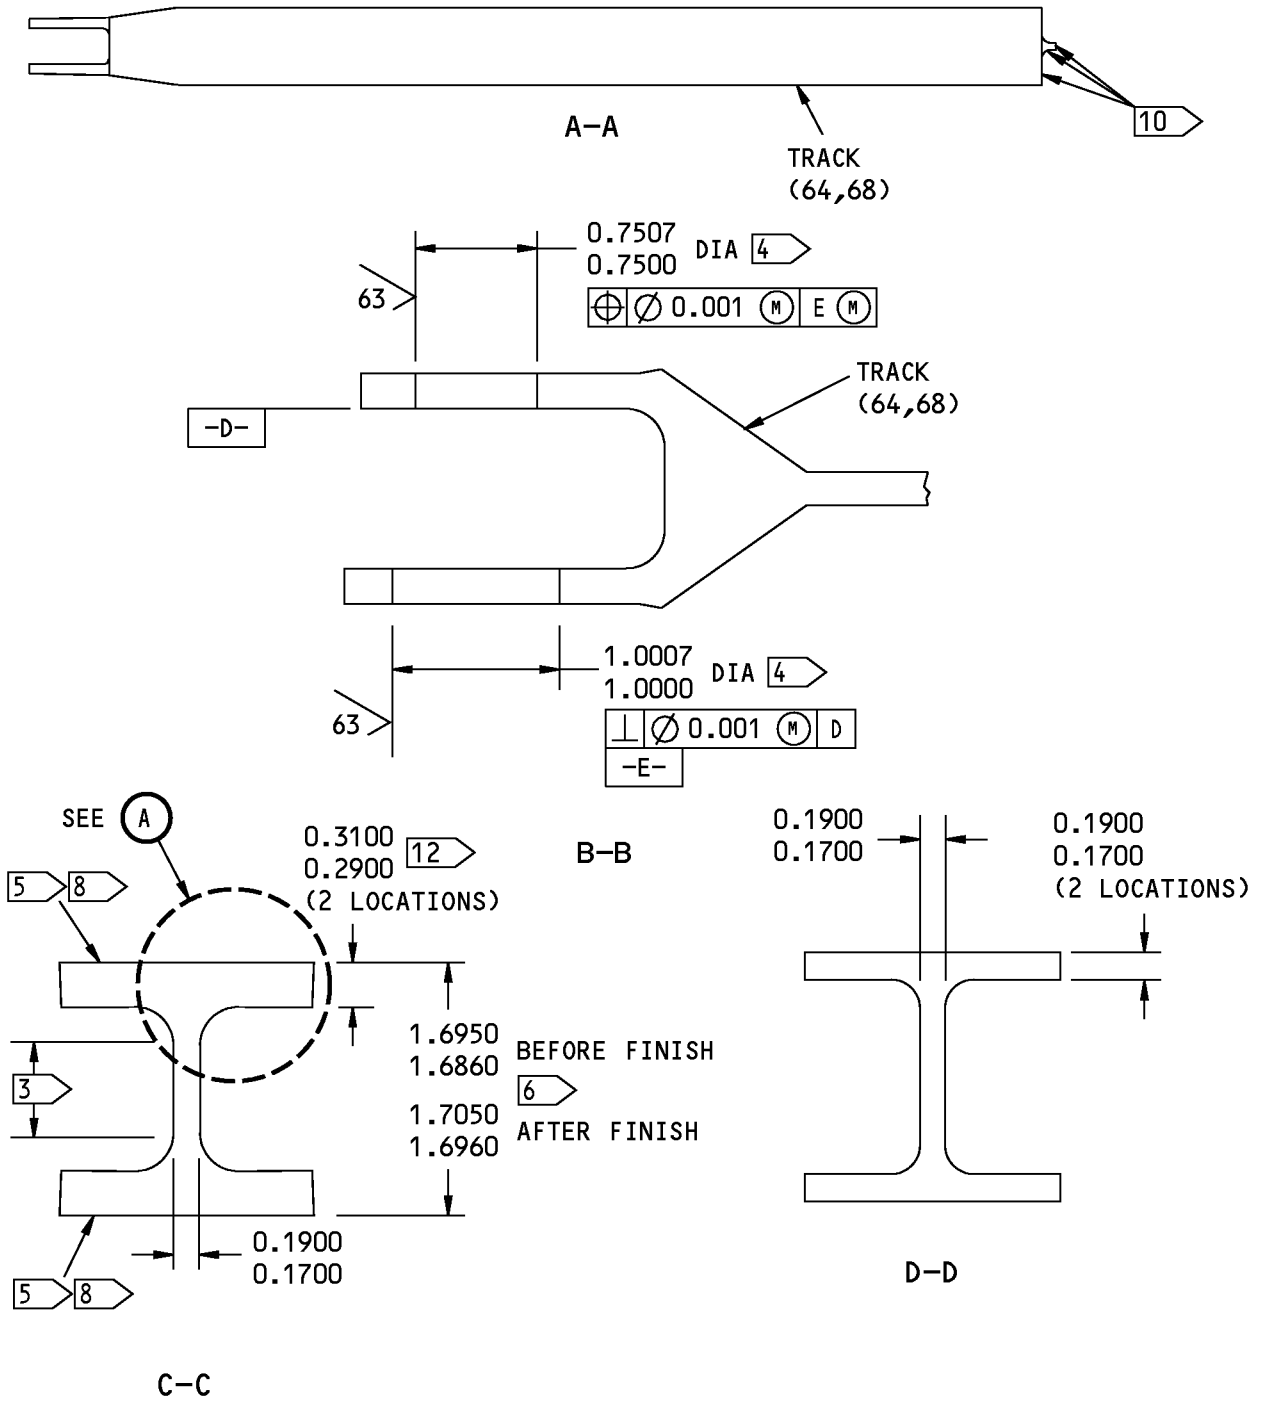 10
A-A
TRACK
(64,68)
0.7507
0.7500
DIA 4
63
⌖ ⌀ 0.001 Ⓜ E Ⓜ
TRACK
(64,68)
-D-
1.0007
1.0000
DIA 4
63
⟂ ⌀ 0.001 Ⓜ D
-E-
B-B
SEE A
0.3100
0.2900
12
(2 LOCATIONS)
5 8
3
1.6950
1.6860
BEFORE FINISH
6
1.7050
1.6960
AFTER FINISH
0.1900
0.1700
5 8
C-C
0.1900
0.1700
0.1900
0.1700
(2 LOCATIONS)
D-D